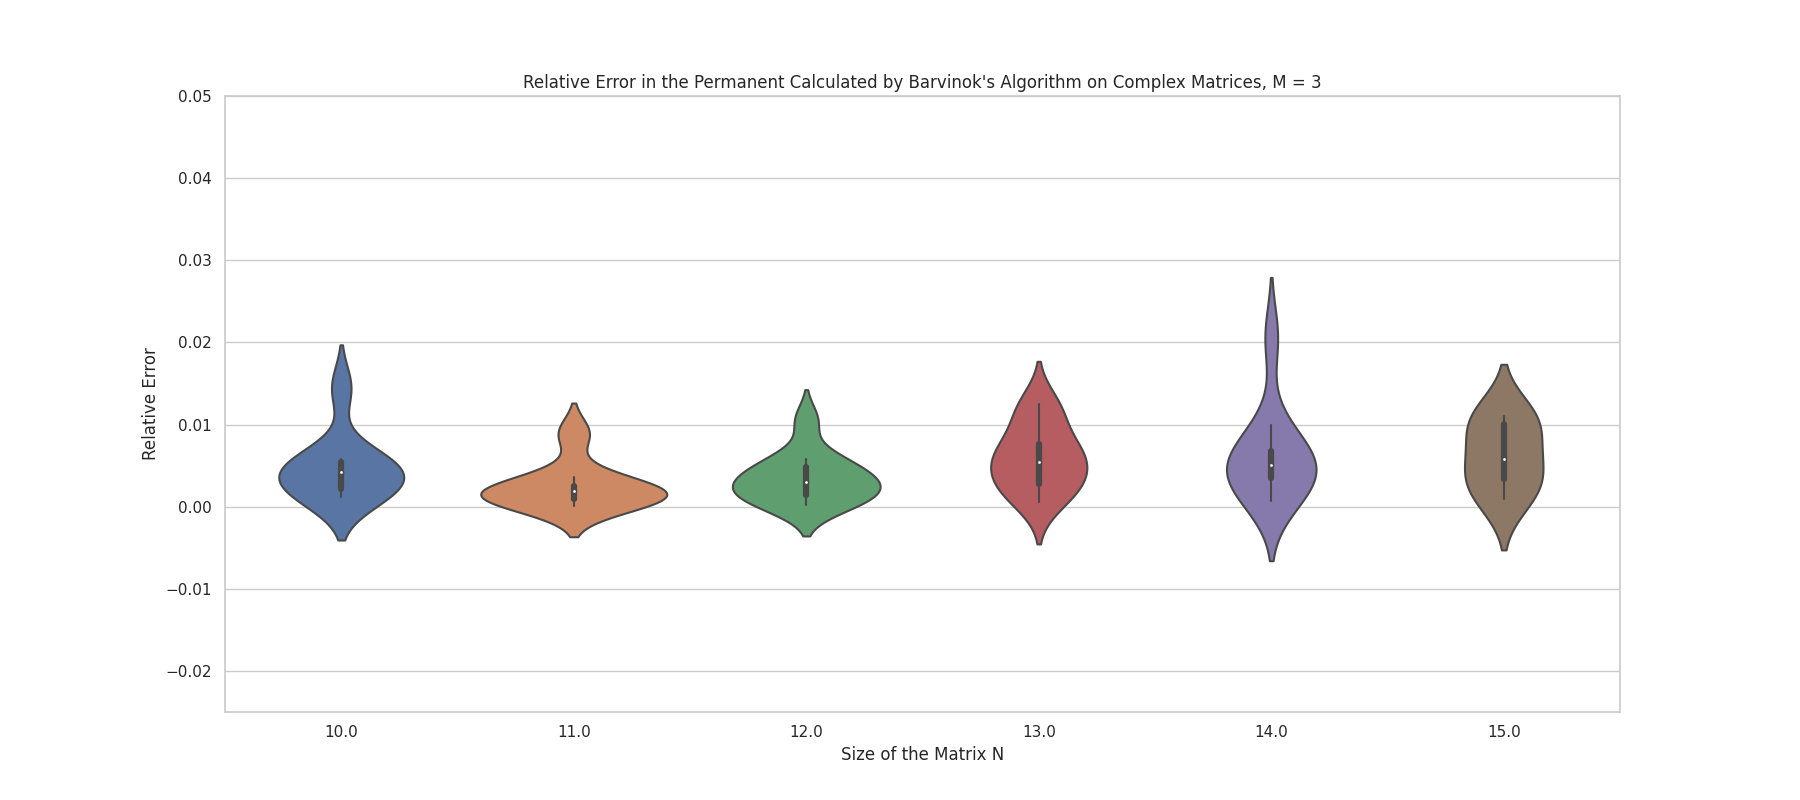 Relative Error in the Permanent Calculated by Barvinok's Algorithm on Complex Matrices, M = 3
0.05
0.04
0.03
0.02
0.01
0.00
−0.01
−0.02
Relative Error
10.0 11.0 12.0 13.0 14.0 15.0
Size of the Matrix N